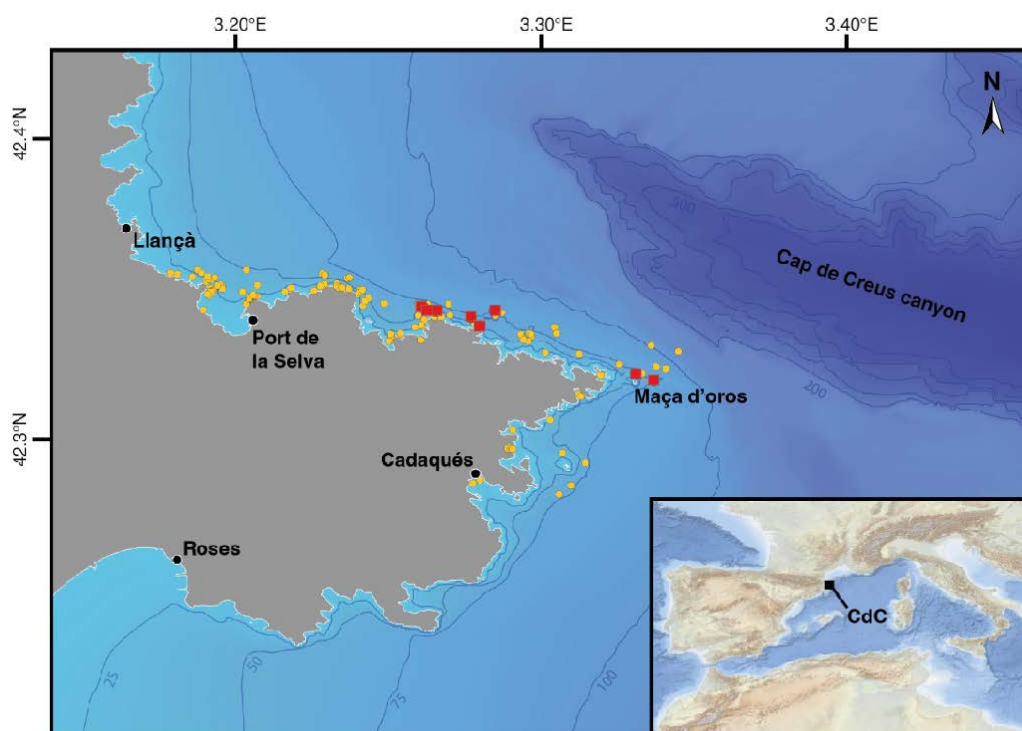 3.20°E
3.30°E
3.40°E
N
42.4°N
Llançà
500
Cap de Creus canyon
Port de
la Selva
200
Maça d'oros
42.3°N
Cadaqués
Roses
CdC
25
50
75
100